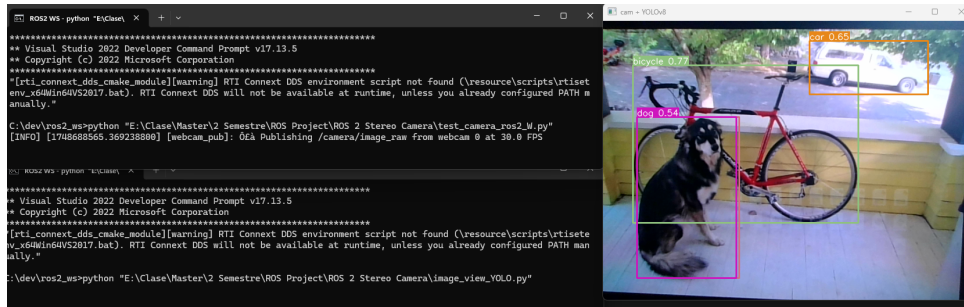 ROS2 WS - python "E:\Clase\
**********************************************************************
** Visual Studio 2022 Developer Command Prompt v17.13.5
** Copyright (c) 2022 Microsoft Corporation
**********************************************************************
"[rti_connext_dds_cmake_module][warning] RTI Connext DDS environment script not found (\resource\scripts\rtiset
env_x64Win64VS2017.bat). RTI Connext DDS will not be available at runtime, unless you already configured PATH m
anually."
C:\dev\ros2_ws>python "E:\Clase\Master\2 Semestre\ROS Project\ROS 2 Stereo Camera\test_camera_ros2_W.py"
[INFO] [1748688565.369238800] [webcam_pub]: Publishing /camera/image_raw from webcam 0 at 30.0 FPS
ROS2 WS - python "E:\Clase\
**********************************************************************
** Visual Studio 2022 Developer Command Prompt v17.13.5
** Copyright (c) 2022 Microsoft Corporation
**********************************************************************
"[rti_connext_dds_cmake_module][warning] RTI Connext DDS environment script not found (\resource\scripts\rtisete
nv_x64Win64VS2017.bat). RTI Connext DDS will not be available at runtime, unless you already configured PATH man
ually."
C:\dev\ros2_ws>python "E:\Clase\Master\2 Semestre\ROS Project\ROS 2 Stereo Camera\image_view_YOLO.py"
cam + YOLOv8
car 0.65
bicycle 0.77
dog 0.54